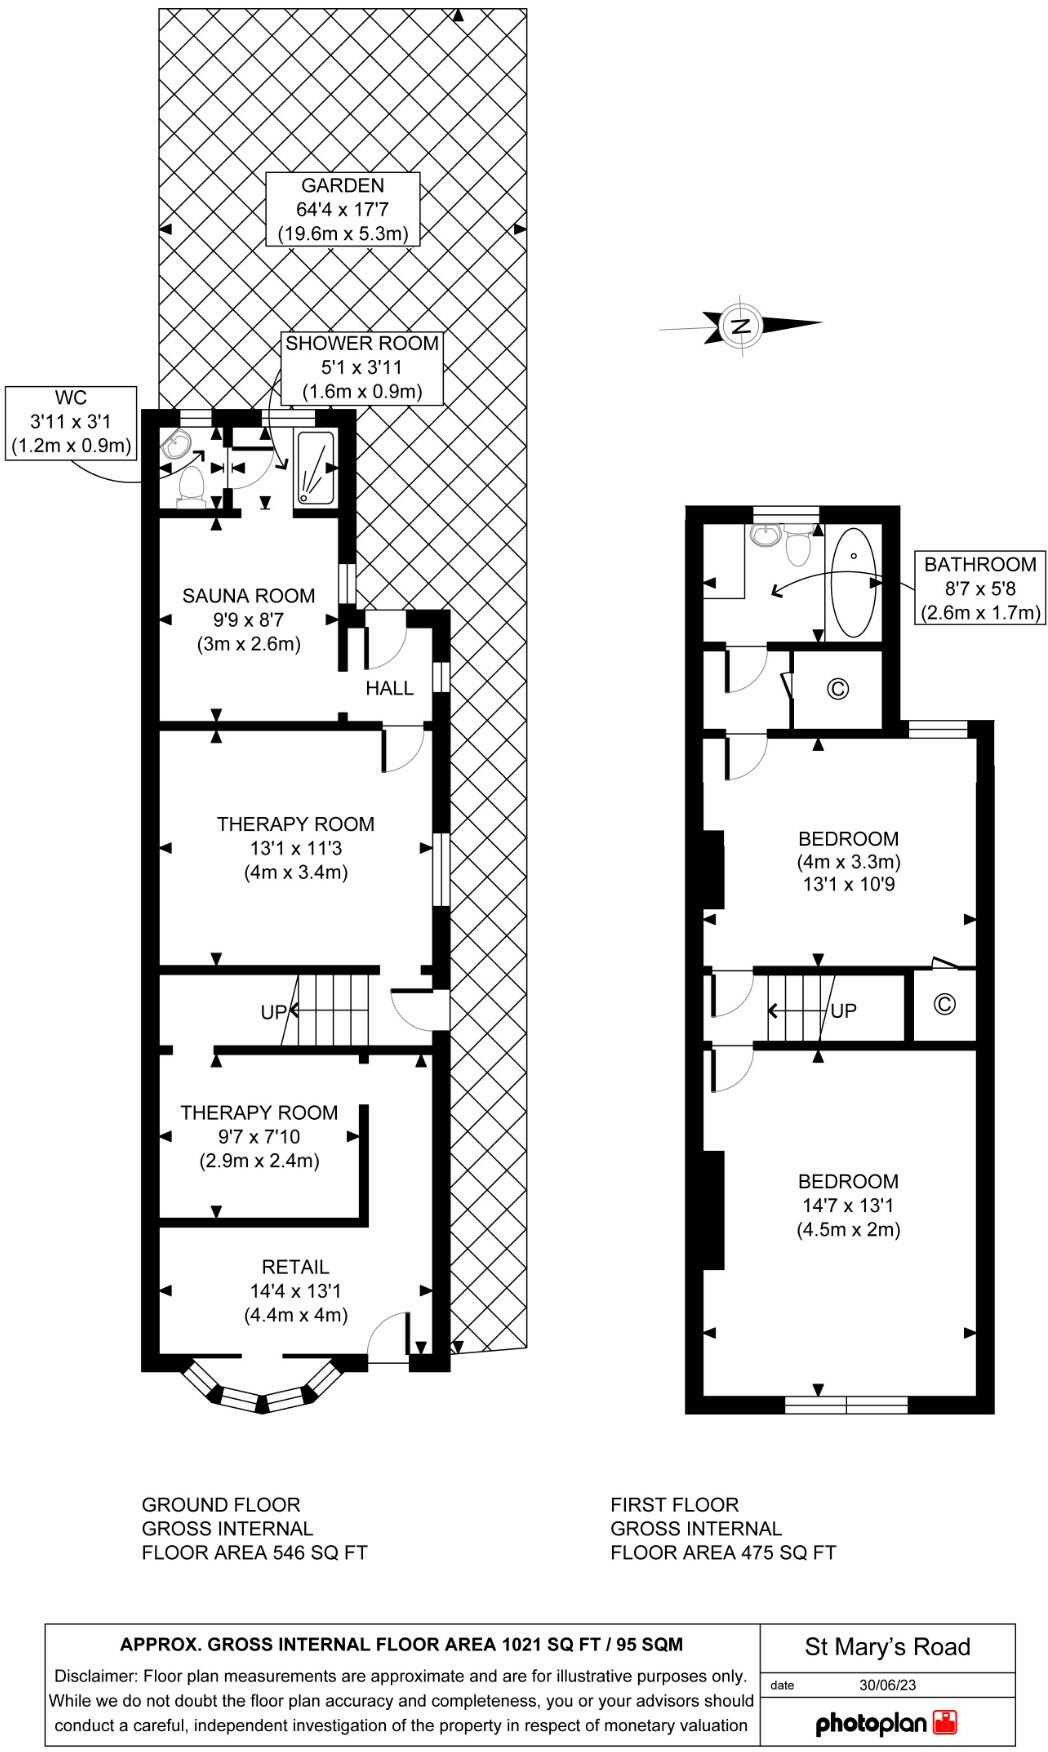 GARDEN
64'4 x 17'7
(19.6m x 5.3m)
SHOWER ROOM
5'1 x 3'11
(1.6m x 0.9m)
WC
3'11 x 3'1
(1.2m x 0.9m)
N
SAUNA ROOM
9'9 x 8'7
(3m x 2.6m)
HALL
THERAPY ROOM
13'1 x 11'3
(4m x 3.4m)
UP
THERAPY ROOM
9'7 x 7'10
(2.9m x 2.4m)
RETAIL
14'4 x 13'1
(4.4m x 4m)
BATHROOM
8'7 x 5'8
(2.6m x 1.7m)
C
BEDROOM
(4m x 3.3m)
13'1 x 10'9
UP
C
BEDROOM
14'7 x 13'1
(4.5m x 2m)
GROUND FLOOR
GROSS INTERNAL
FLOOR AREA 546 SQ FT
FIRST FLOOR
GROSS INTERNAL
FLOOR AREA 475 SQ FT
APPROX. GROSS INTERNAL FLOOR AREA 1021 SQ FT / 95 SQM
Disclaimer: Floor plan measurements are approximate and are for illustrative purposes only.
While we do not doubt the floor plan accuracy and completeness, you or your advisors should
conduct a careful, independent investigation of the property in respect of monetary valuation
St Mary's Road
date 30/06/23
photoplan